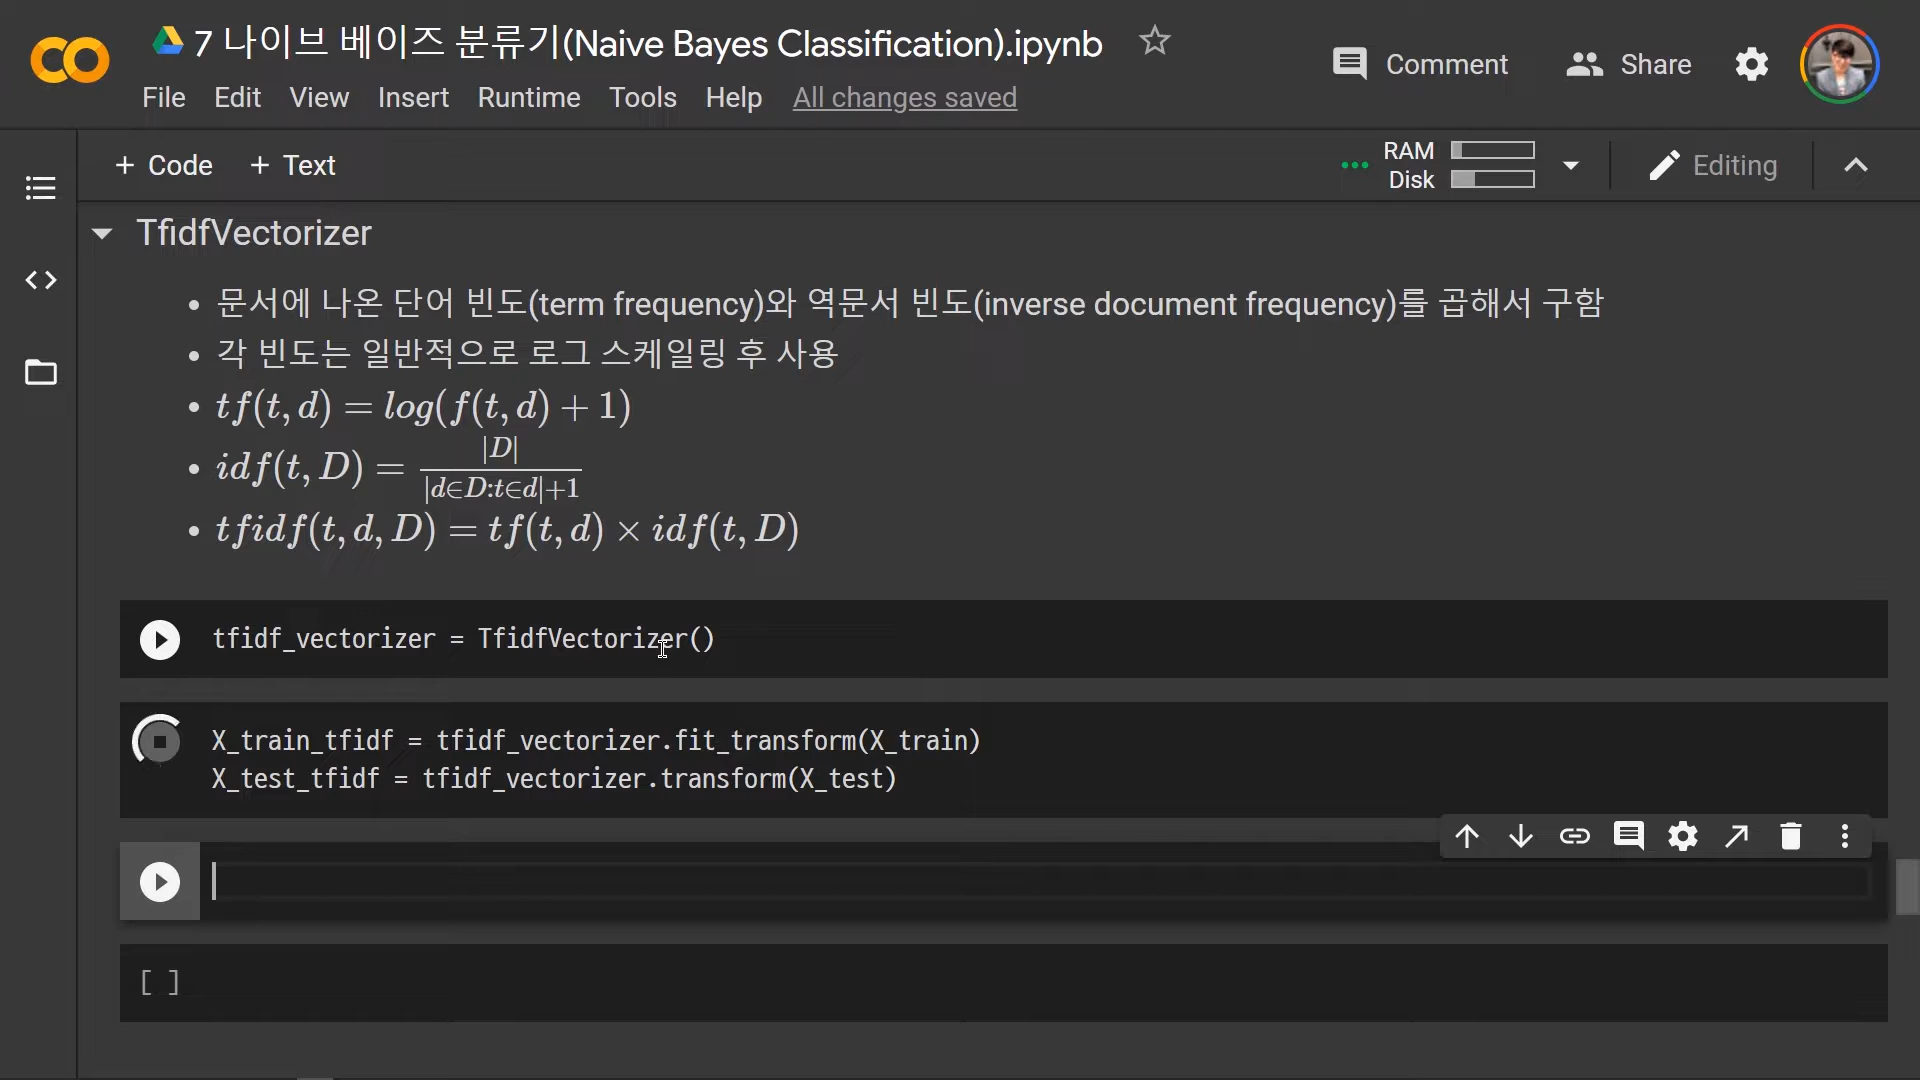 7 나이브 베이즈 분류기(Naive Bayes Classification).ipynb
Comment
Share
File Edit View Insert Runtime Tools Help All changes saved
+ Code + Text
RAM
Disk
Editing
TfidfVectorizer
• 문서에 나온 단어 빈도(term frequency)와 역문서 빈도(inverse document frequency)를 곱해서 구함
• 각 빈도는 일반적으로 로그 스케일링 후 사용
• tf(t, d) = log(f(t, d) + 1)
• idf(t, D) = |D| / |d∈D:t∈d|+1
• tfidf(t, d, D) = tf(t, d) × idf(t, D)
tfidf_vectorizer = TfidfVectorizer()
X_train_tfidf = tfidf_vectorizer.fit_transform(X_train)
X_test_tfidf = tfidf_vectorizer.transform(X_test)
[ ]